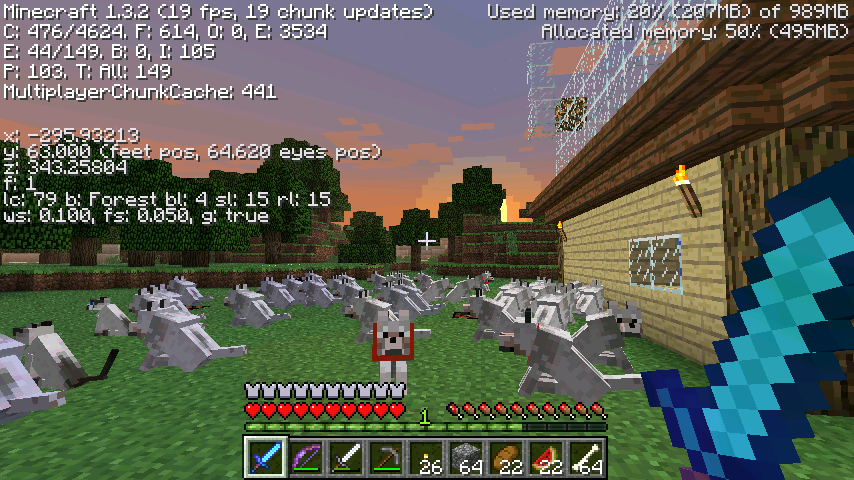 Minecraft 1.3.2 (19 fps, 19 chunk updates)
C: 476/4624, F: 614, O: 0, E: 3534
E: 44/149, B: 0, I: 105
P: 103, T: All: 149
MultiplayerChunkCache: 441
x: -295.93213
y: 63.000 (feet pos, 64.620 eyes pos)
z: 343.25804
f: 1
lc: 79 b: Forest bl: 4 sl: 15 rl: 15
ws: 0.100, fs: 0.050, g: true
Used memory: 20% (207MB) of 989MB
Allocated memory: 50% (495MB)
1
26 64 22 22 64